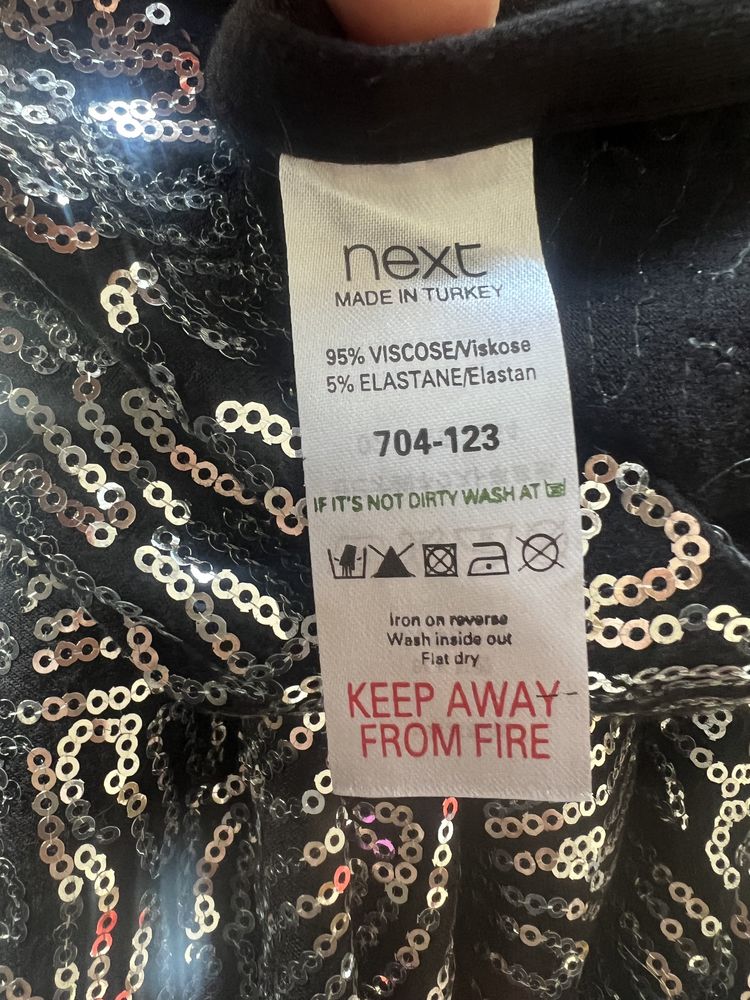 next
MADE IN TURKEY
95% VISCOSE/Viskose
5% ELASTANE/Elastan
704-123
IF IT'S NOT DIRTY WASH AT
Iron on reverse
Wash inside out
Flat dry
KEEP AWAY
FROM FIRE